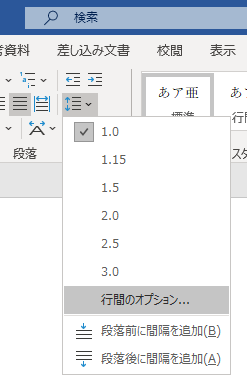 検索
考資料 差し込み文書 校閲 表示
あア亜
あ
段落
標準
行間
スタ
1.0
1.15
1.5
2.0
2.5
3.0
行間のオプション...
段落前に間隔を追加(B)
段落後に間隔を追加(A)